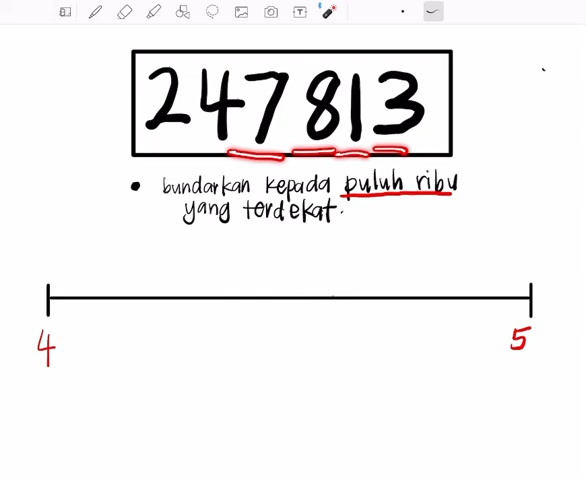 247813
• bundarkan kepada puluh ribu
yang terdekat.
4 5